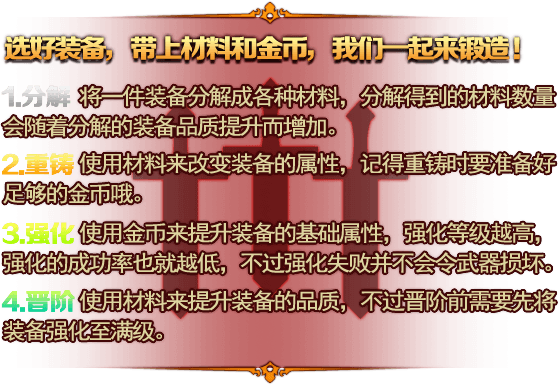 选好装备，带上材料和金币，我们一起来锻造！
1.分解 将一件装备分解成各种材料，分解得到的材料数量
会随着分解的装备品质提升而增加。
2.重铸 使用材料来改变装备的属性，记得重铸时要准备好
足够的金币哦。
3.强化 使用金币来提升装备的基础属性，强化等级越高，
强化的成功率也就越低，不过强化失败并不会令武器损坏.
4.晋阶 使用材料来提升装备的品质，不过晋阶前需要先将
装备强化至满级。